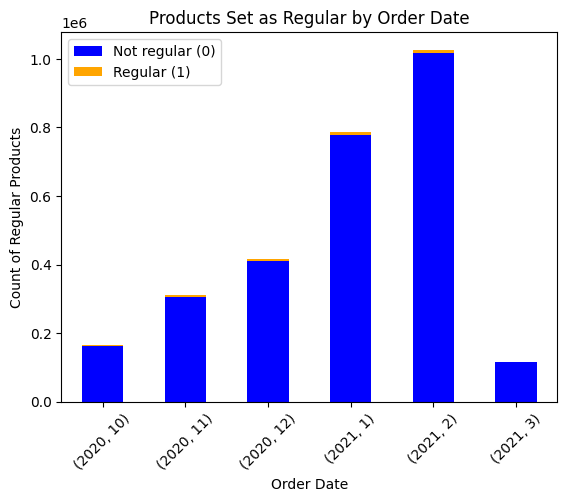 Products Set as Regular by Order Date
1e6
Not regular (0)
Regular (1)
1.0
0.8
0.6
0.4
0.2
0.0
Count of Regular Products
(2020, 10)
(2020, 11)
(2020, 12)
(2021, 1)
(2021, 2)
(2021, 3)
Order Date